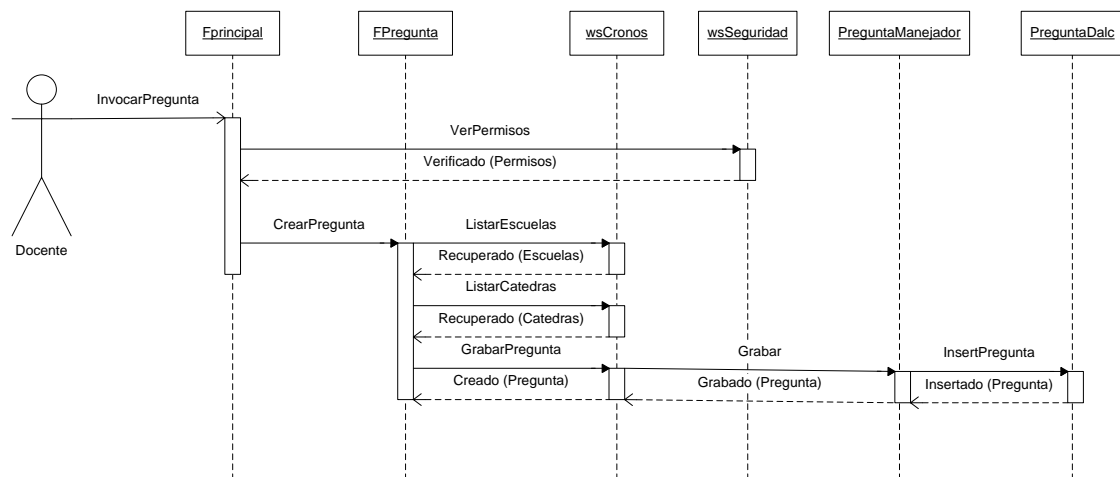 Fprincipal
FPregunta
wsCronos
wsSeguridad
PreguntaManejador
PreguntaDalc
InvocarPregunta
VerPermisos
Verificado (Permisos)
CrearPregunta
ListarEscuelas
Docente
Recuperado (Escuelas)
ListarCatedras
Recuperado (Catedras)
GrabarPregunta
Grabar
InsertPregunta
Creado (Pregunta)
Grabado (Pregunta)
Insertado (Pregunta)